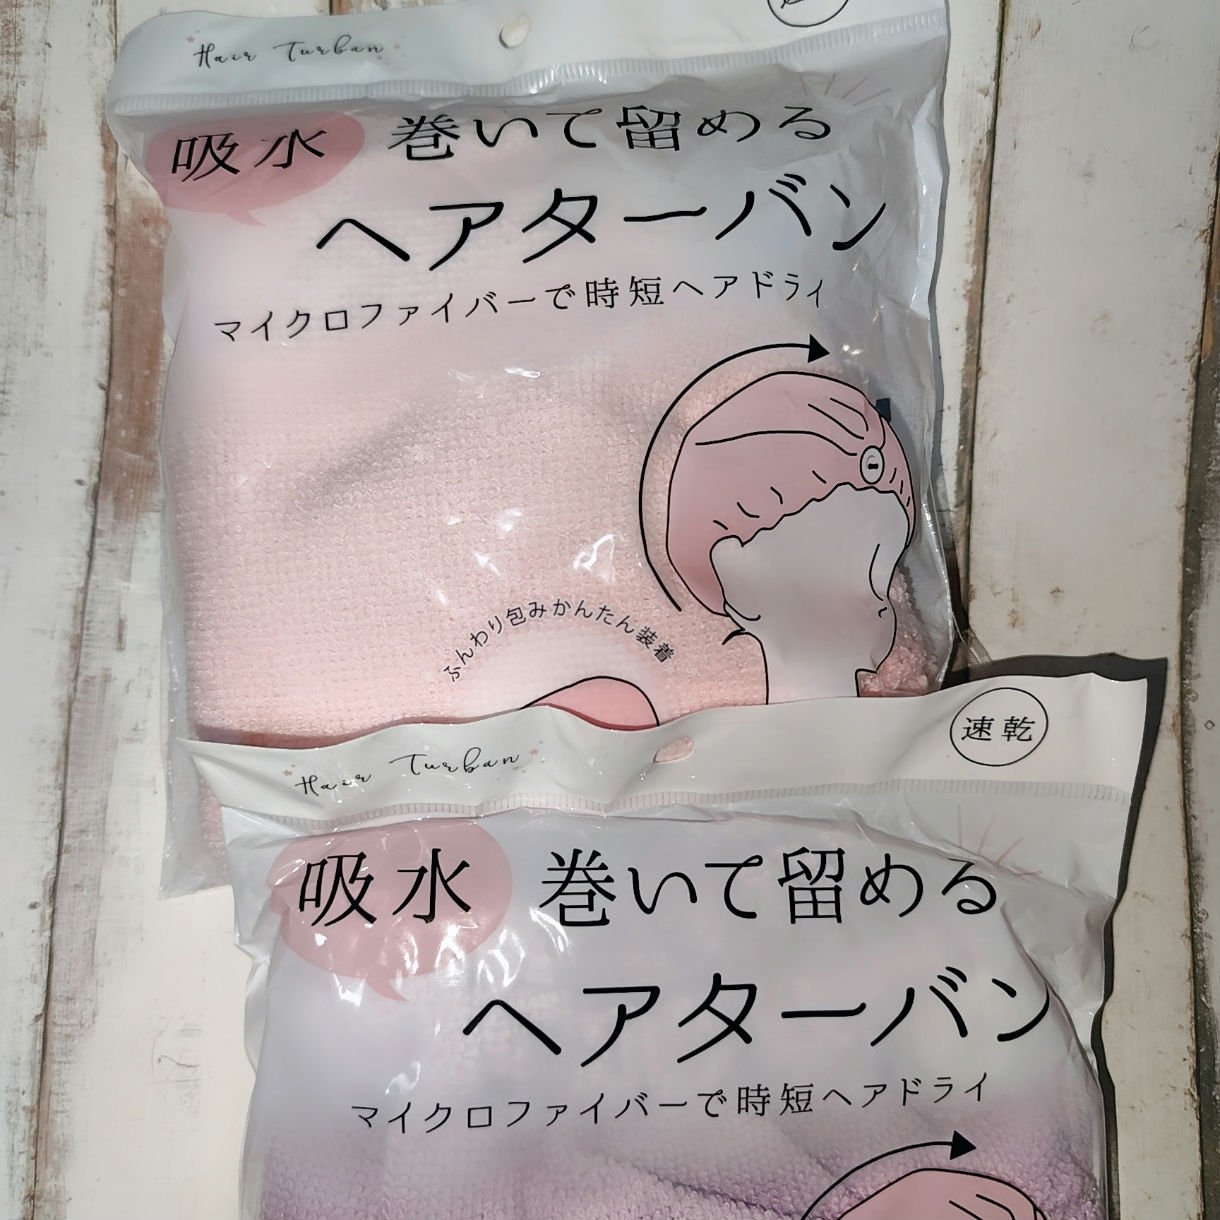 Hair Turban
吸水 巻いて留める
ヘアターバン
マイクロファイバーで時短ヘアドライ
ふんわり包みかんたん装着
Hair Turban
速乾
吸水 巻いて留める
ヘアターバン
マイクロファイバーで時短ヘアドライ